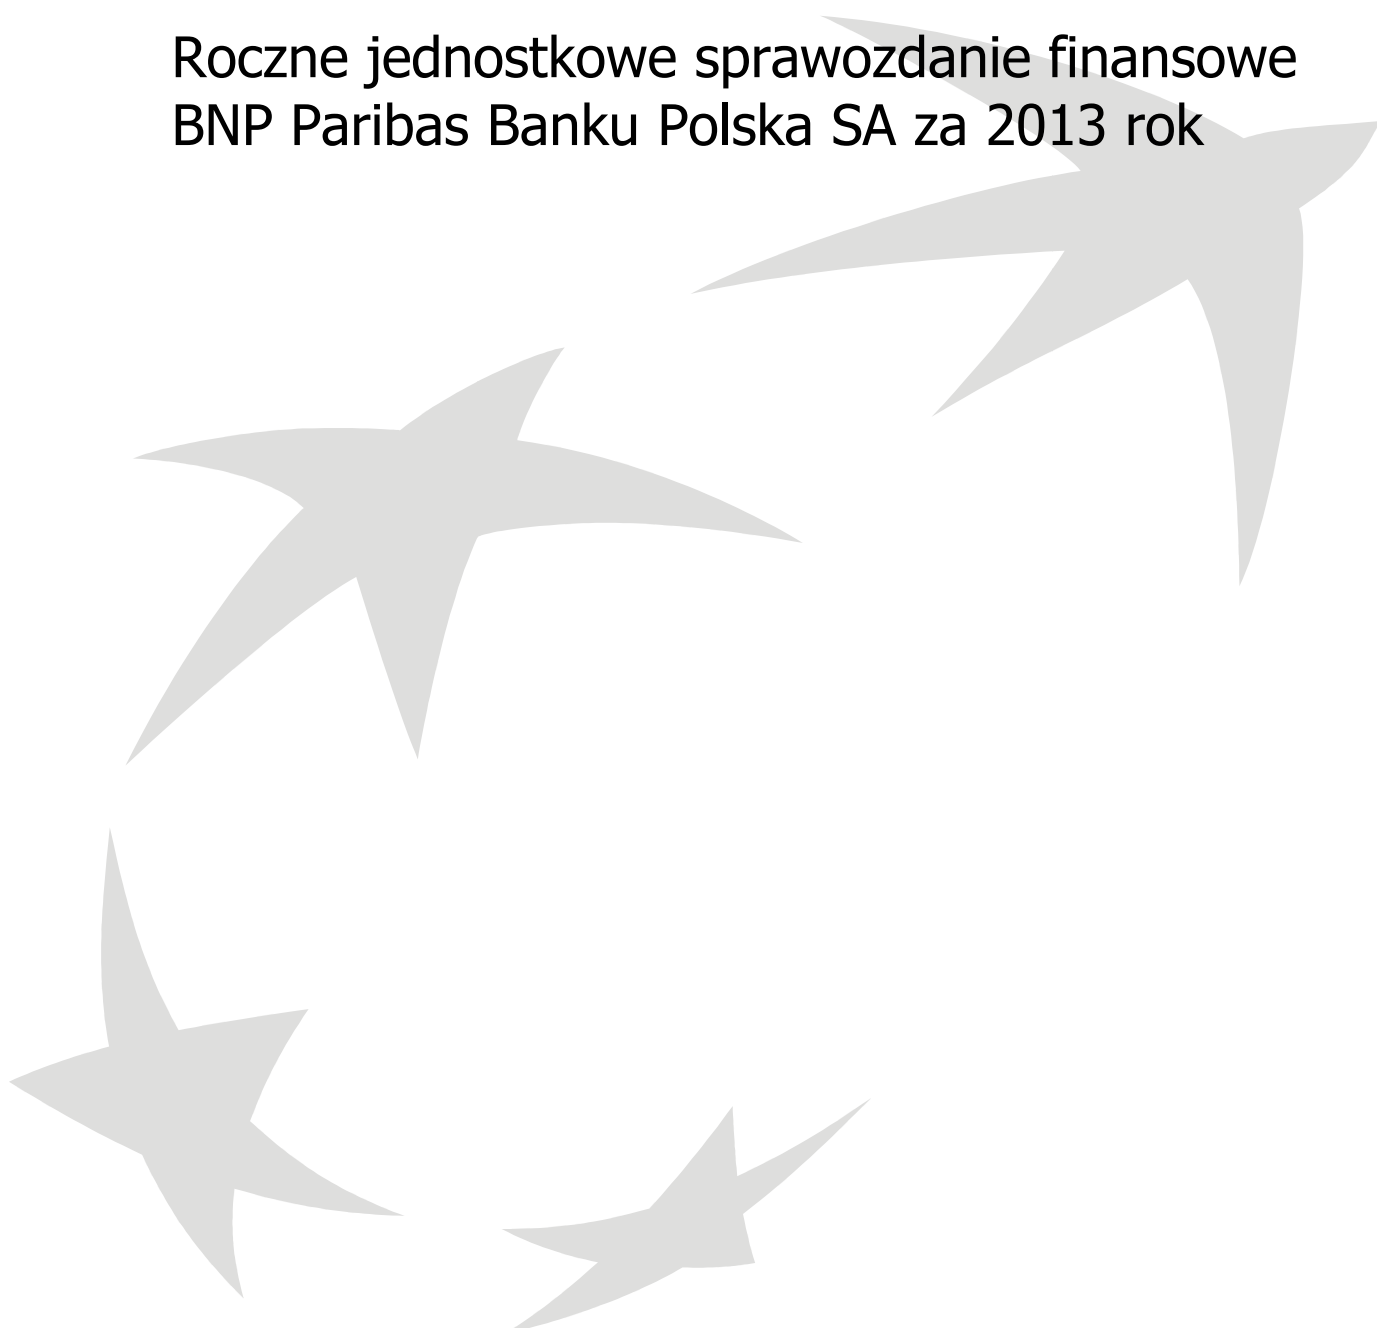 Roczne jednostkowe sprawozdanie finansowe
BNP Paribas Banku Polska SA za 2013 rok